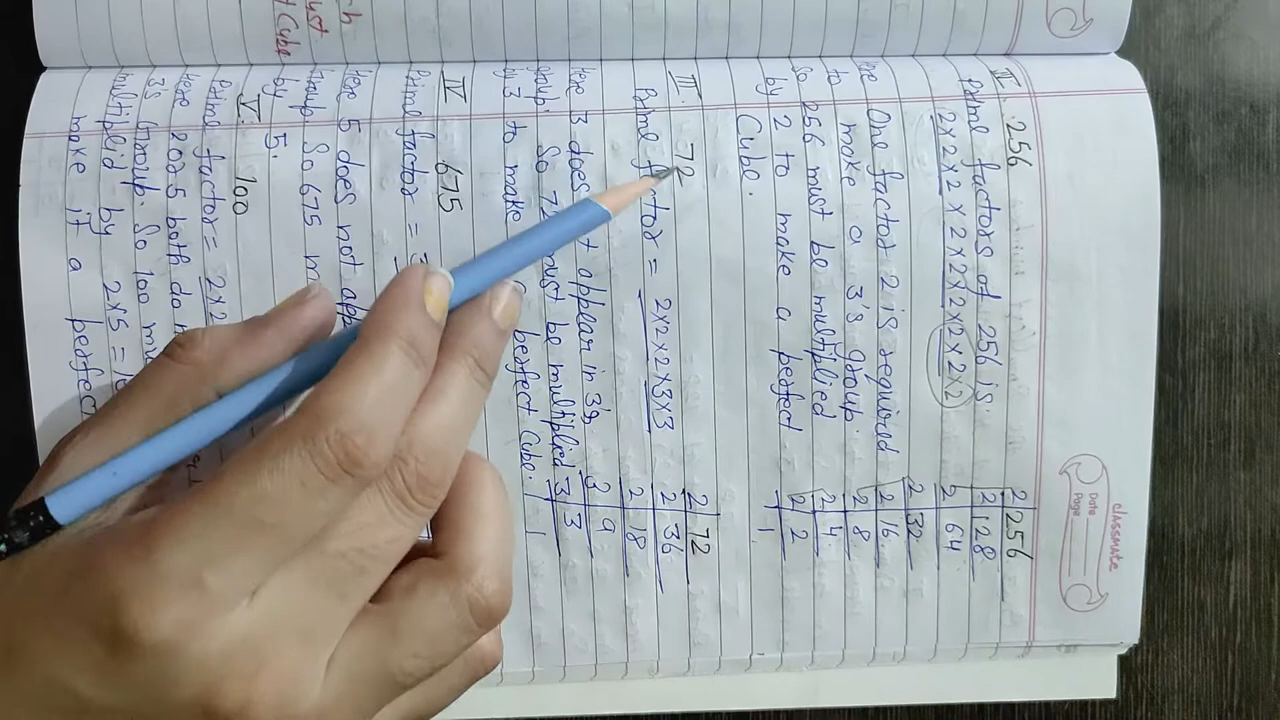 classmate
Date
Page
II. 256
Prime factors of 256 is.
2×2×2×2×2×2×2×2
One factor 2 is required
to make a 3's group.
so 256 must be multiplied
by 2 to make a perfect
Cube.
2 256
2 128
2 64
2 32
2 16
2 8
2 4
2 2
1
III. 72
Prime = 2×2×2×3×3
Here 3 appear in 3's
group. So must be multiplied
by 3 to make perfect Cube.
2 72
2 36
2 18
3 9
3 3
1
IV 675
Prime factor =
Here 5 does not
group. So 675
by 5.
V. 100
Prime factor = 2×2
Here 2 or 5 both do
3's group. So 100
multiplied by 2×5 =
make it a perfect
Cube